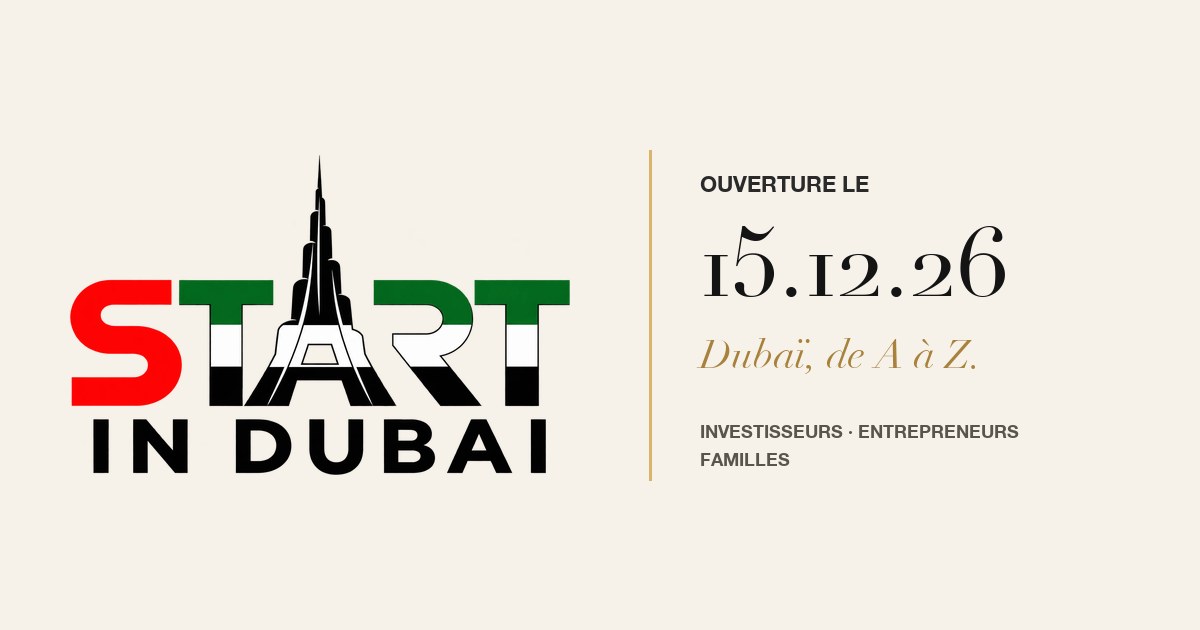 START
IN DUBAI
OUVERTURE LE
15.12.26
Dubaï, de A à Z.
INVESTISSEURS · ENTREPRENEURS
FAMILLES